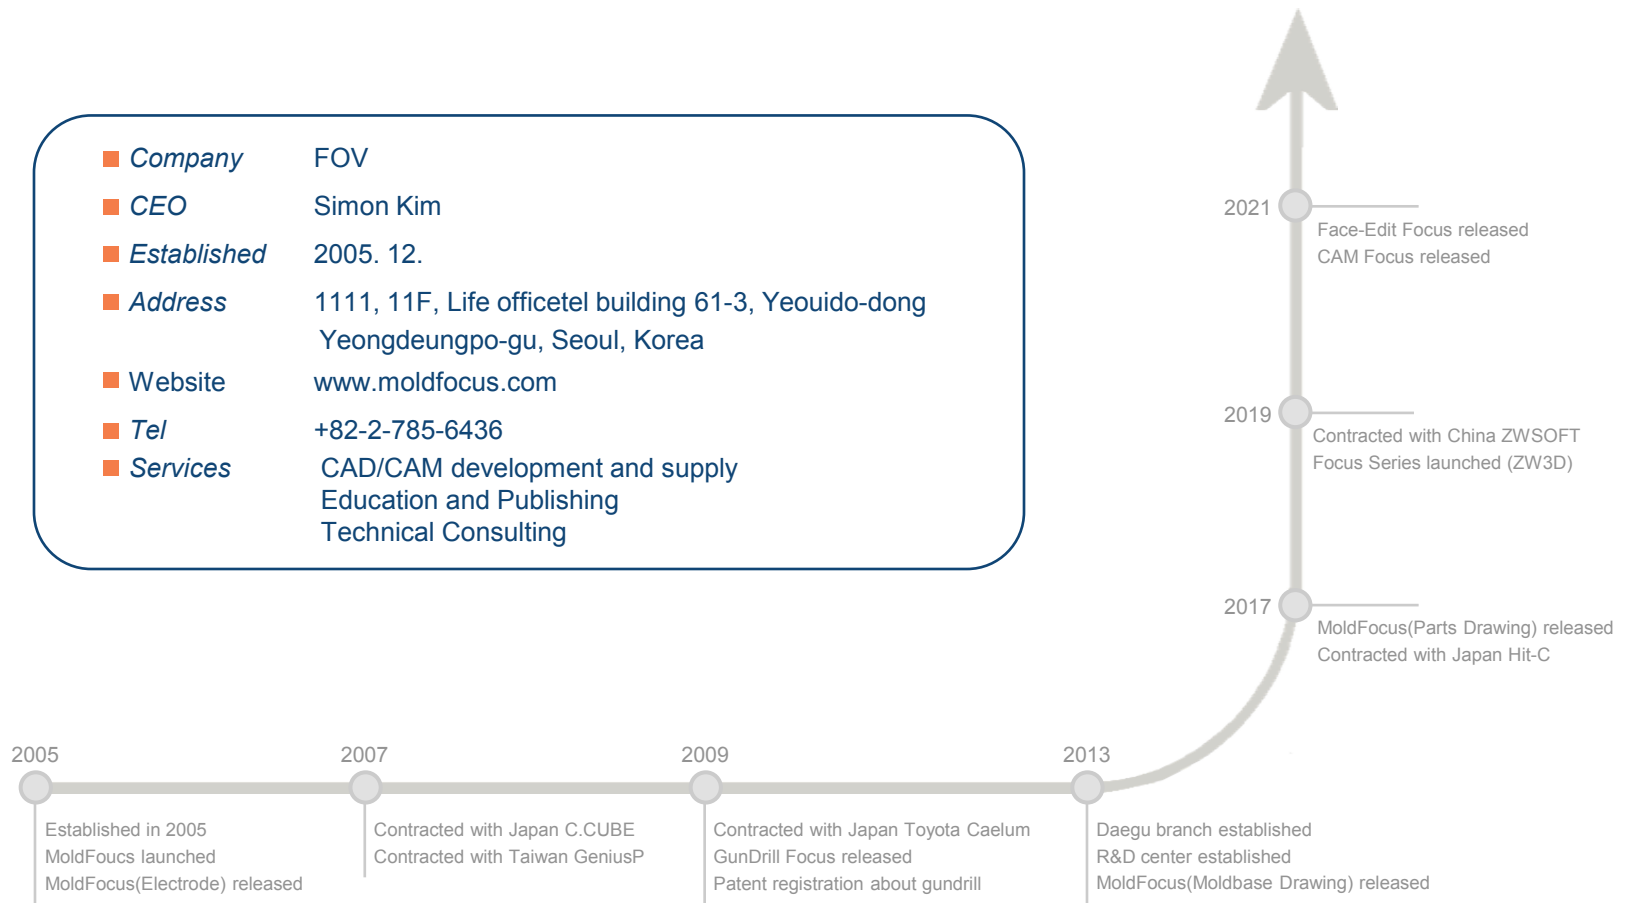 Company FOV
CEO Simon Kim
Established 2005. 12.
Address 1111, 11F, Life officetel building 61-3, Yeouido-dong
Yeongdeungpo-gu, Seoul, Korea
Website www.moldfocus.com
Tel +82-2-785-6436
Services CAD/CAM development and supply
Education and Publishing
Technical Consulting
2021
Face-Edit Focus released
CAM Focus released
2019
Contracted with China ZWSOFT
Focus Series launched (ZW3D)
2017
MoldFocus(Parts Drawing) released
Contracted with Japan Hit-C
2005
Established in 2005
MoldFoucs launched
MoldFocus(Electrode) released
2007
Contracted with Japan C.CUBE
Contracted with Taiwan GeniusP
2009
Contracted with Japan Toyota Caelum
GunDrill Focus released
Patent registration about gundrill
2013
Daegu branch established
R&D center established
MoldFocus(Moldbase Drawing) released